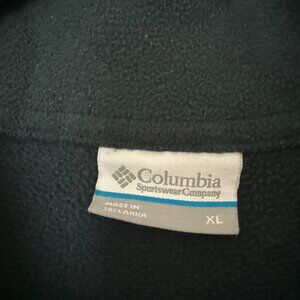 Columbia
Sportswear Company
MADE IN
SRI LANKA
XL